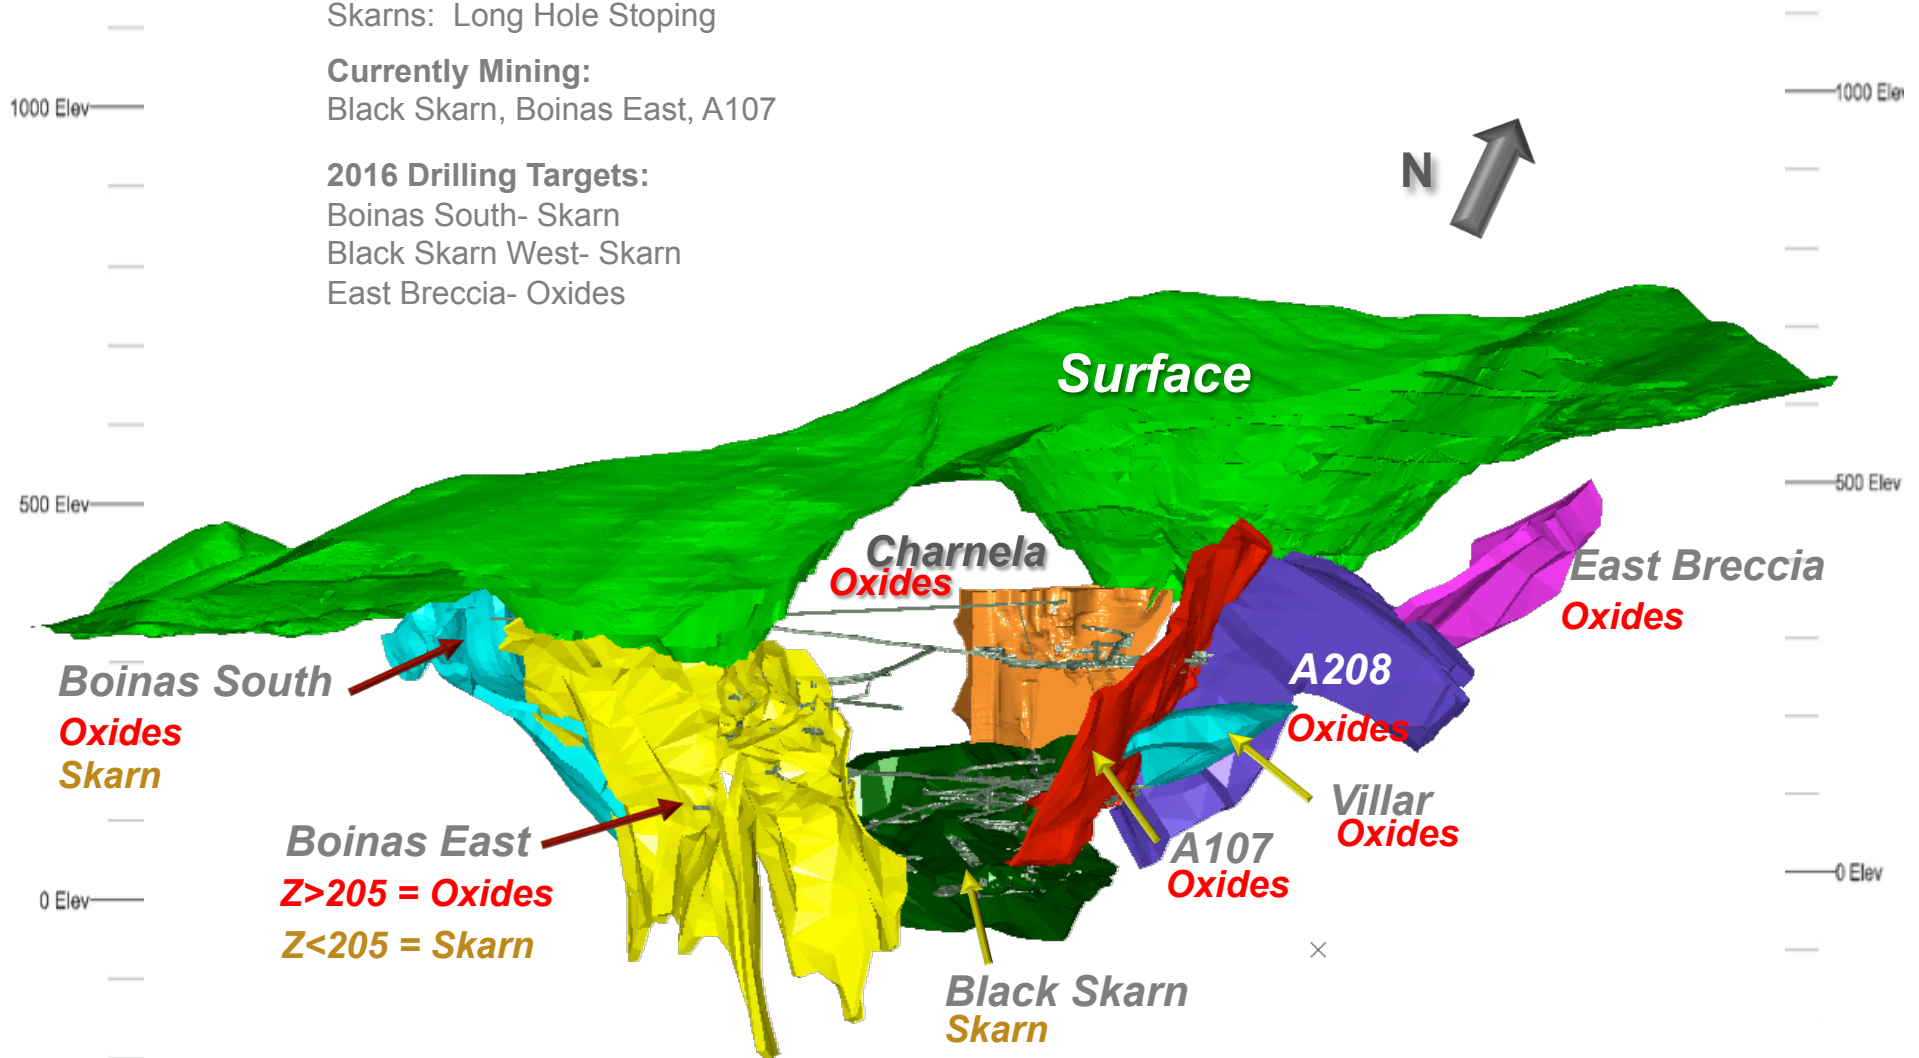 Skarns: Long Hole Stoping
Currently Mining:
Black Skarn, Boinas East, A107
2016 Drilling Targets:
Boinas South- Skarn
Black Skarn West- Skarn
East Breccia- Oxides
1000 Elev
1000 Elev
N
Surface
500 Elev
500 Elev
Charnela
Oxides
East Breccia
Oxides
Boinas South
Oxides
Skarn
A208
Oxides
Villar
Oxides
Boinas East
Z>205 = Oxides
Z<205 = Skarn
A107
Oxides
0 Elev
0 Elev
Black Skarn
Skarn